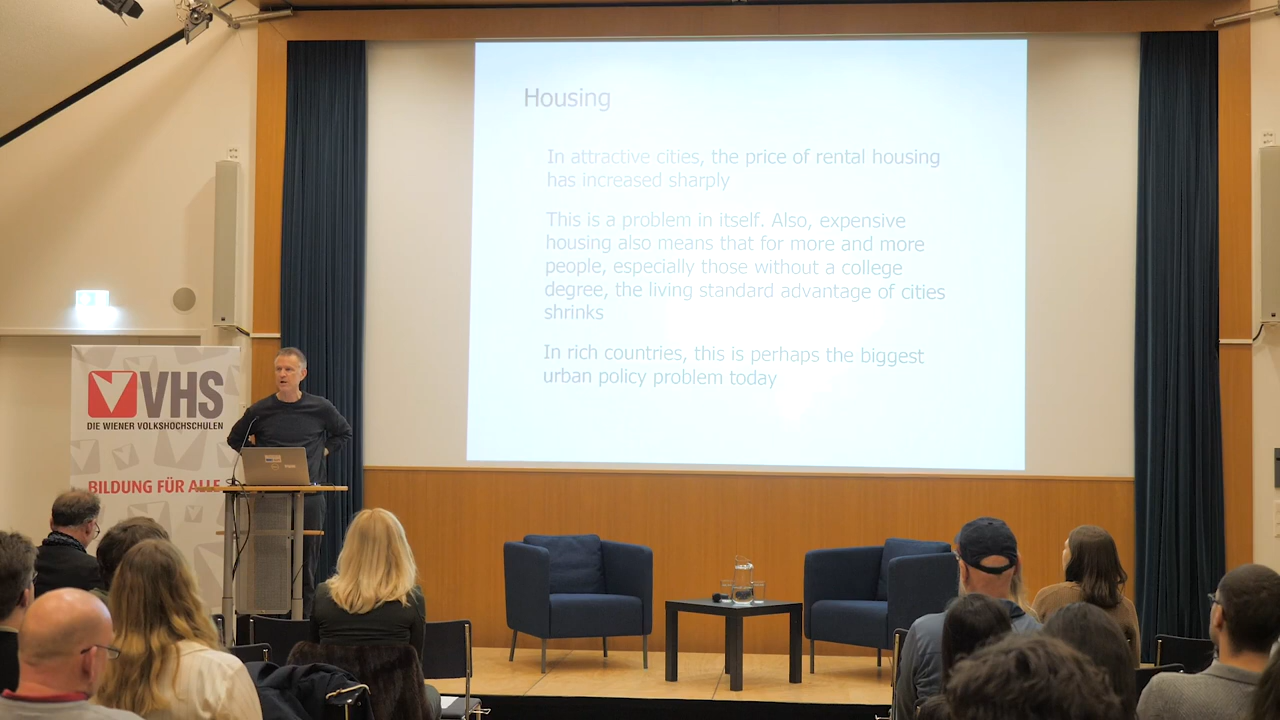 Housing
In attractive cities, the price of rental housing
has increased sharply
This is a problem in itself. Also, expensive
housing also means that for more and more
people, especially those without a college
degree, the living standard advantage of cities
shrinks
In rich countries, this is perhaps the biggest
urban policy problem today
VHS
DIE WIENER VOLKSHOCHSCHULEN
BILDUNG FÜR ALLE